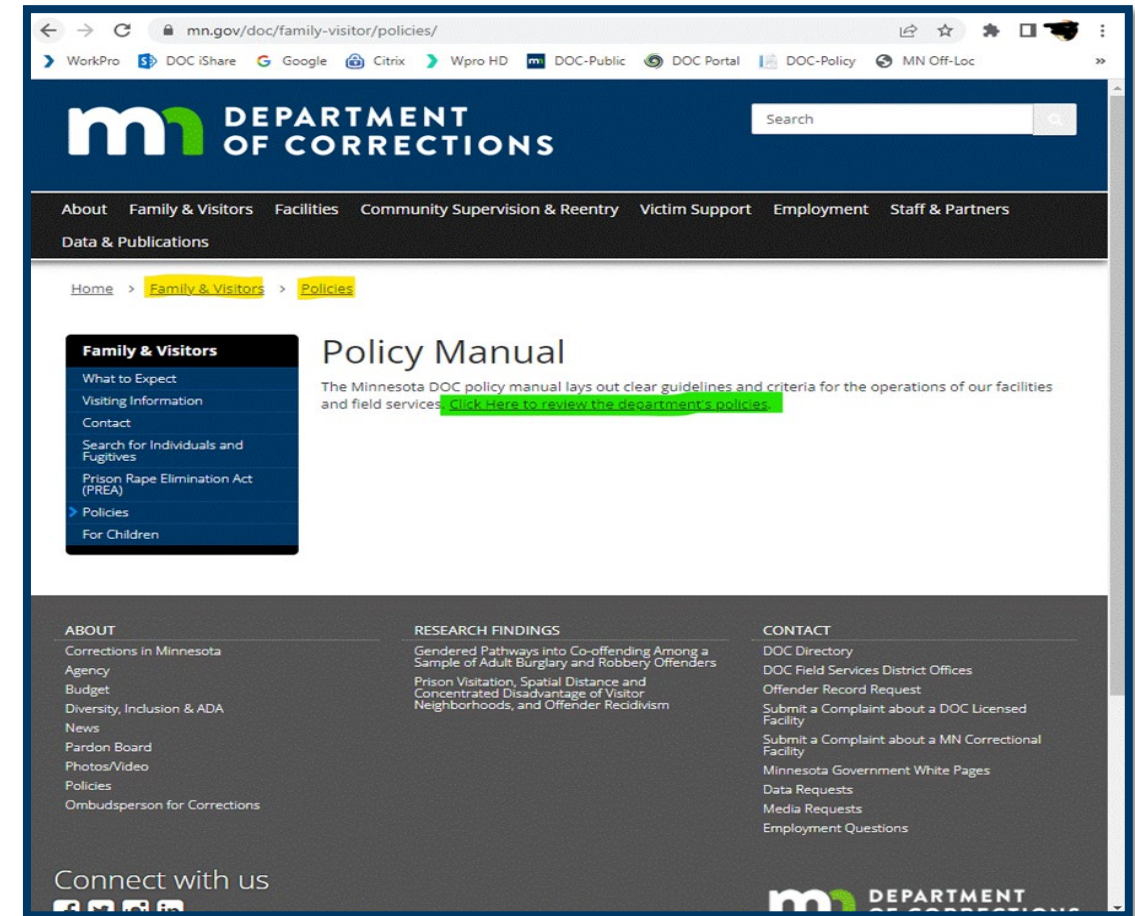 mn.gov/doc/family-visitor/policies/
WorkPro DOC iShare Google Citrix Wpro HD DOC-Public DOC Portal DOC-Policy MN Off-Loc »
mn DEPARTMENT
OF CORRECTIONS
Search
About Family & Visitors Facilities Community Supervision & Reentry Victim Support Employment Staff & Partners
Data & Publications
Home > Family & Visitors > Policies
Family & Visitors
What to Expect
Visiting Information
Contact
Search for Individuals and
Fugitives
Prison Rape Elimination Act
(PREA)
Policies
For Children
Policy Manual
The Minnesota DOC policy manual lays out clear guidelines and criteria for the operations of our facilities
and field services. Click Here to review the department's policies.
ABOUT
Corrections in Minnesota
Agency
Budget
Diversity, Inclusion & ADA
News
Pardon Board
Photos/Video
Policies
Ombudsperson for Corrections
RESEARCH FINDINGS
Gendered Pathways into Co-offending Among a
Sample of Adult Burglary and Robbery Offenders
Prison Visitation, Spatial Distance and
Concentrated Disadvantage of Visitor
Neighborhoods, and Offender Recidivism
CONTACT
DOC Directory
DOC Field Services District Offices
Offender Record Request
Submit a Complaint about a DOC Licensed
Facility
Submit a Complaint about a MN Correctional
Facility
Minnesota Government White Pages
Data Requests
Media Requests
Employment Questions
Connect with us
mn DEPARTMENT
OF CORRECTIONS